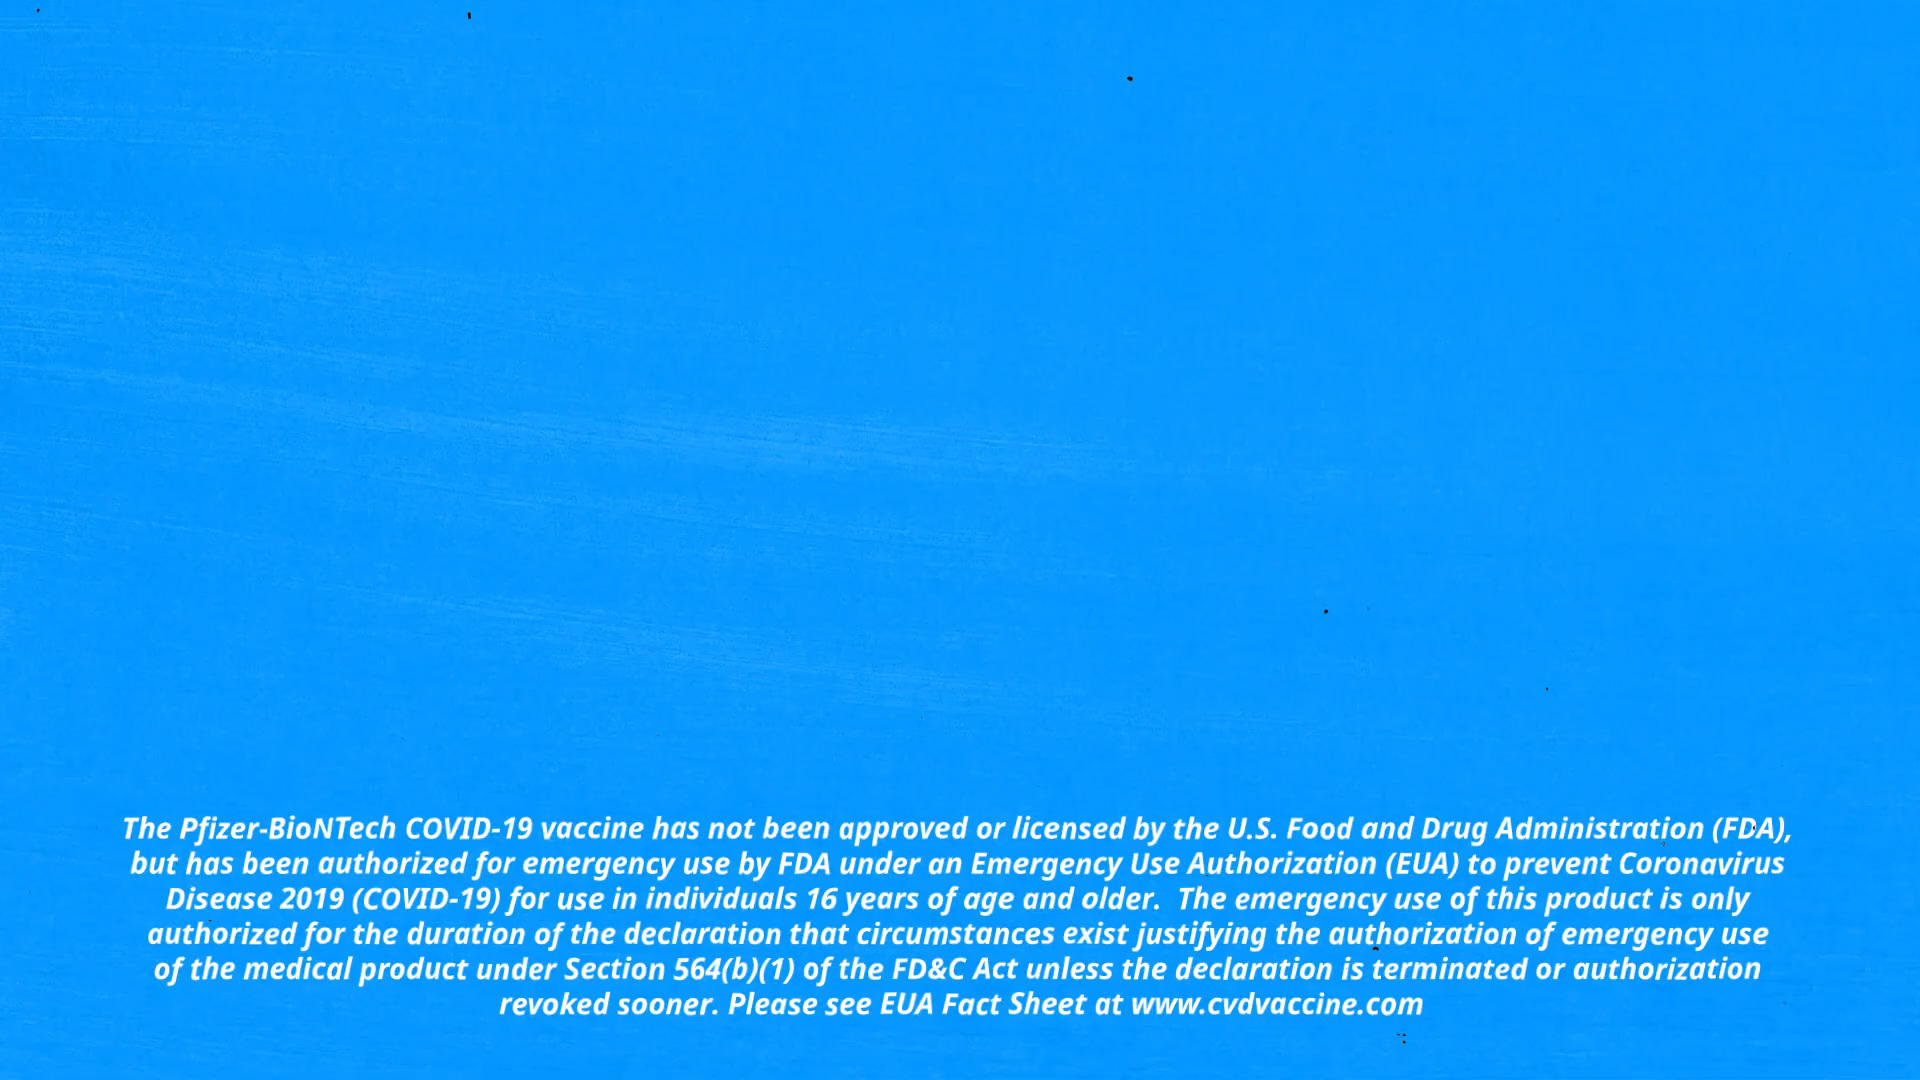 The Pfizer-BioNTech COVID-19 vaccine has not been approved or licensed by the U.S. Food and Drug Administration (FDA),
but has been authorized for emergency use by FDA under an Emergency Use Authorization (EUA) to prevent Coronavirus
Disease 2019 (COVID-19) for use in individuals 16 years of age and older.  The emergency use of this product is only
authorized for the duration of the declaration that circumstances exist justifying the authorization of emergency use
of the medical product under Section 564(b)(1) of the FD&C Act unless the declaration is terminated or authorization
revoked sooner. Please see EUA Fact Sheet at www.cvdvaccine.com